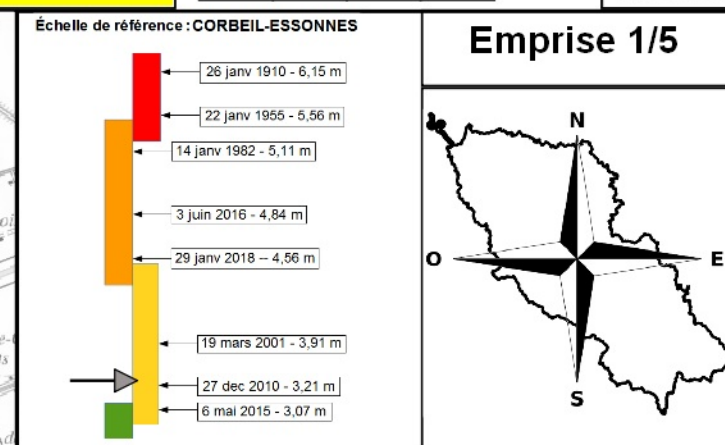 Échelle de référence : CORBEIL-ESSONNES
26 janv 1910 - 6,15 m
22 janv 1955 - 5,56 m
14 janv 1982 - 5,11 m
3 juin 2016 - 4,84 m
29 janv 2018 -- 4,56 m
19 mars 2001 - 3,91 m
27 dec 2010 - 3,21 m
6 mai 2015 - 3,07 m
Emprise 1/5
N
O
E
S